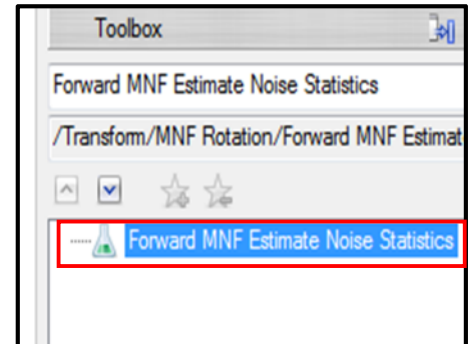 Toolbox
Forward MNF Estimate Noise Statistics
/Transform/MNF Rotation/Forward MNF Estimat
Forward MNF Estimate Noise Statistics